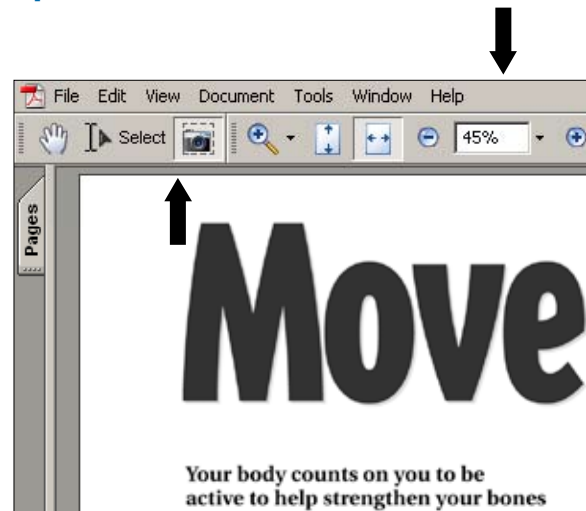 File Edit View Document Tools Window Help
Select 45%
Pages
Move
Your body counts on you to be
active to help strengthen your bones